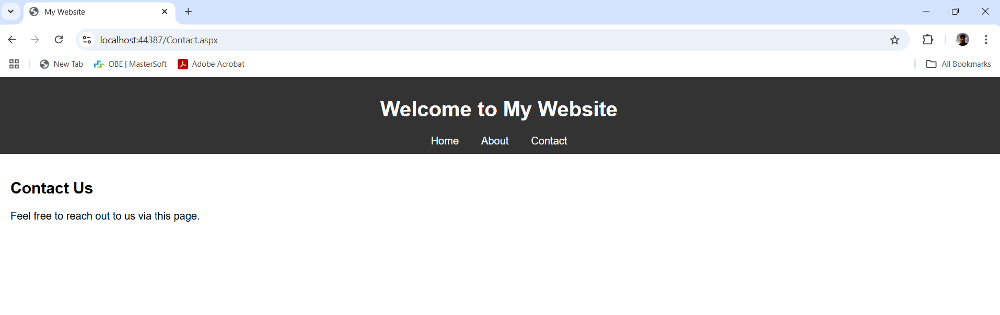 My Website
localhost:44387/Contact.aspx
New Tab OBE | MasterSoft Adobe Acrobat All Bookmarks
Welcome to My Website
Home About Contact
Contact Us
Feel free to reach out to us via this page.